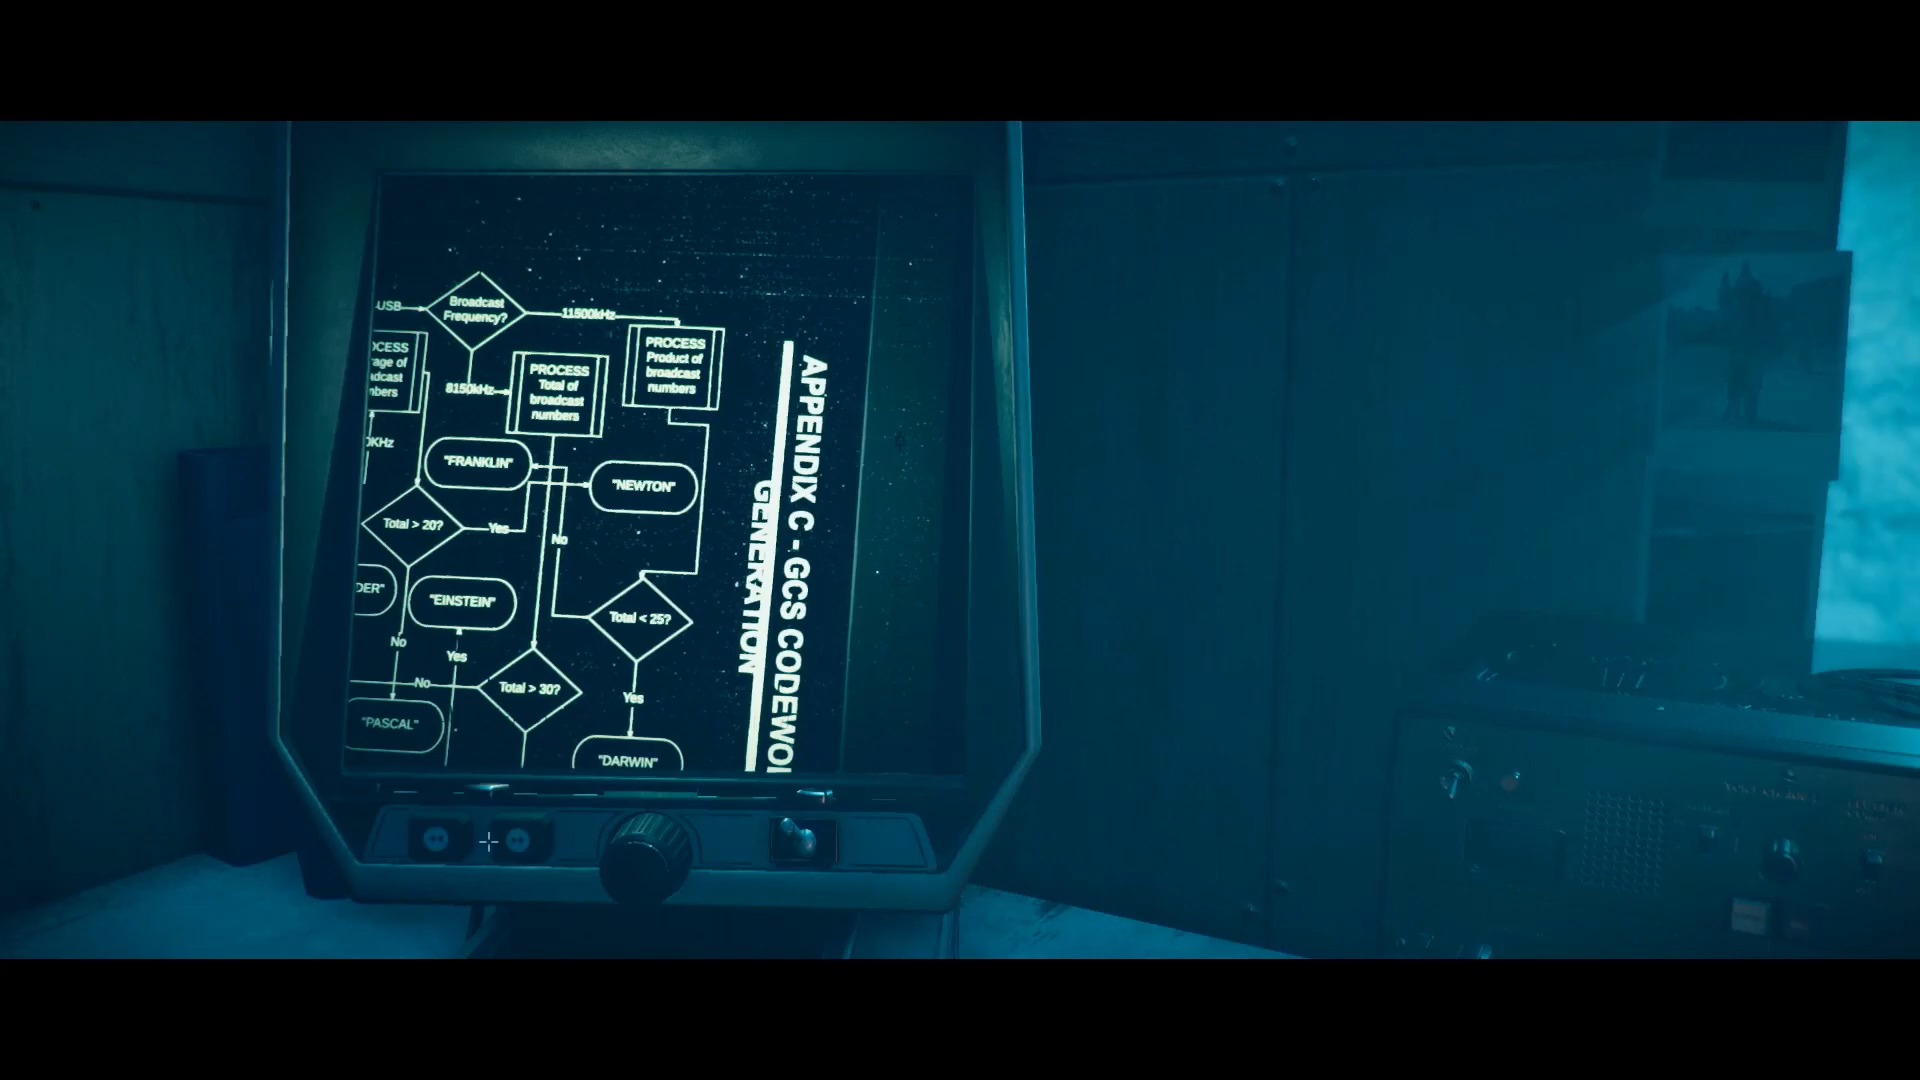 USB
Broadcast
Frequency?
11500kHz
PROCESS
Product of
broadcast
numbers
8150kHz
PROCESS
Total of
broadcast
numbers
"FRANKLIN"
"NEWTON"
Total > 20?
Yes
No
"EINSTEIN"
Total < 25?
No
Yes
No
Total > 30?
Yes
"PASCAL"
"DARWIN"
APPENDIX C - GCS CODEWO
GENERATION